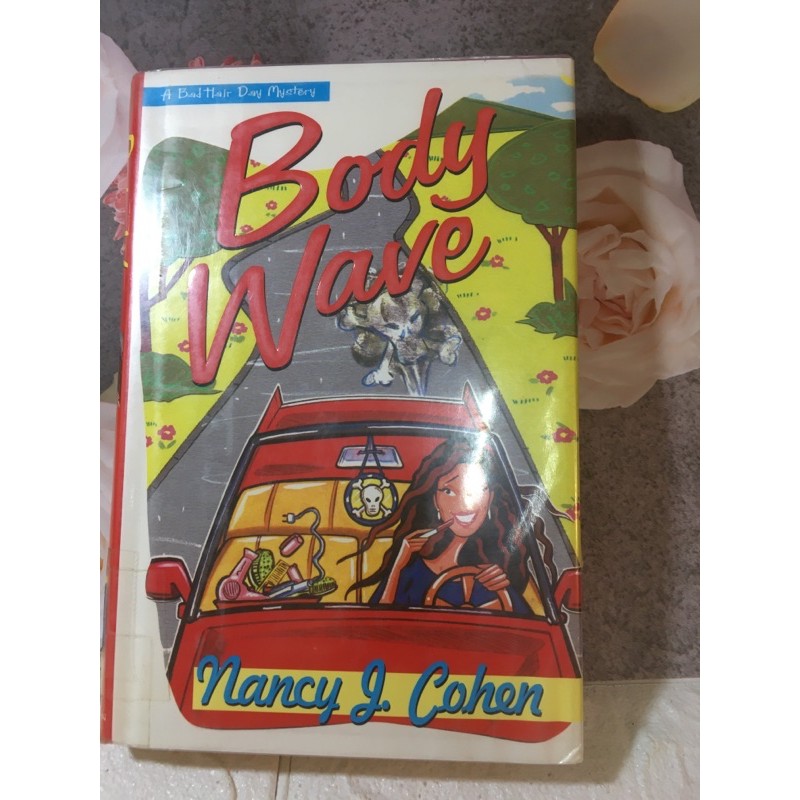 A Bad Hair Day Mystery
Body
Wave
Nancy J. Cohen